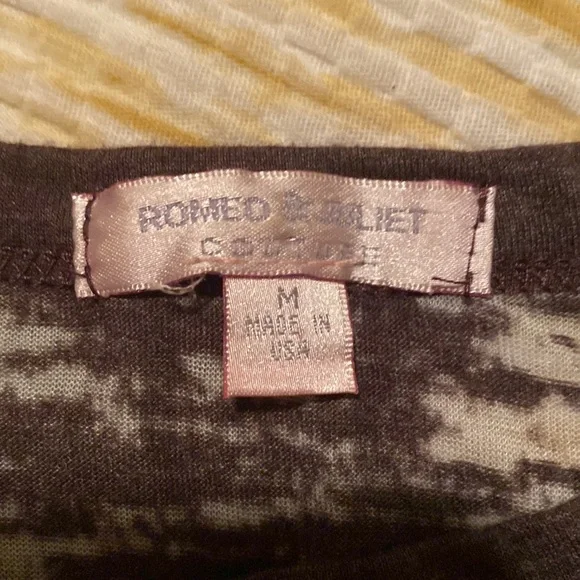 ROMEO & JULIET
COUTURE
M
MADE IN
USA